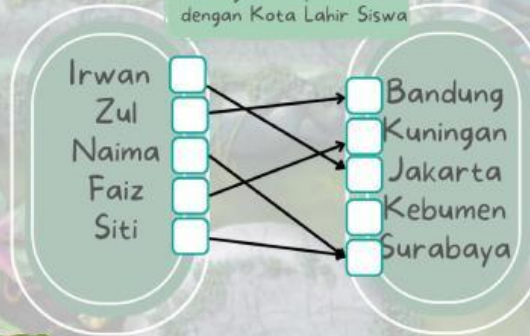 dengan Kota Lahir Siswa
Irwan
Zul
Naima
Faiz
Siti
Bandung
Kuningan
Jakarta
Kebumen
Surabaya